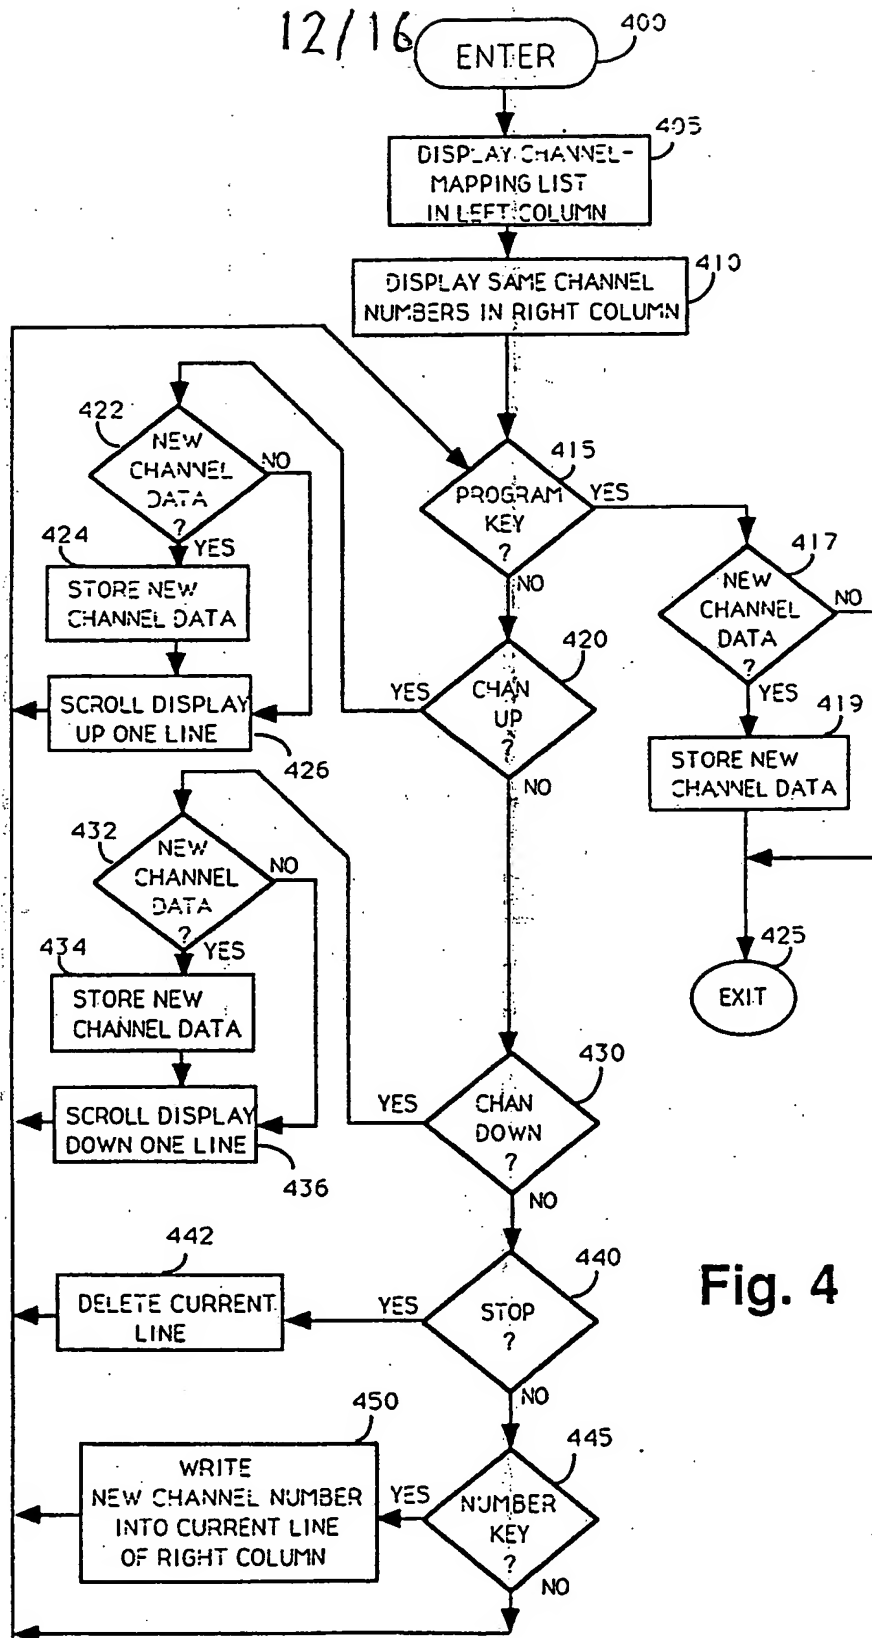 12/16
ENTER
400
405
DISPLAY CHANNEL-
MAPPING LIST
IN LEFT COLUMN
410
DISPLAY SAME CHANNEL
NUMBERS IN RIGHT COLUMN
415
PROGRAM
KEY
?
YES
NO
417
NEW
CHANNEL
DATA
?
NO
YES
419
STORE NEW
CHANNEL DATA
425
EXIT
420
CHAN
UP
?
YES
NO
422
NEW
CHANNEL
DATA
?
NO
YES
424
STORE NEW
CHANNEL DATA
SCROLL DISPLAY
UP ONE LINE
426
430
CHAN
DOWN
?
YES
NO
432
NEW
CHANNEL
DATA
?
NO
YES
434
STORE NEW
CHANNEL DATA
SCROLL DISPLAY
DOWN ONE LINE
436
440
STOP
?
YES
NO
442
DELETE CURRENT
LINE
445
NUMBER
KEY
?
YES
NO
450
WRITE
NEW CHANNEL NUMBER
INTO CURRENT LINE
OF RIGHT COLUMN
Fig. 4